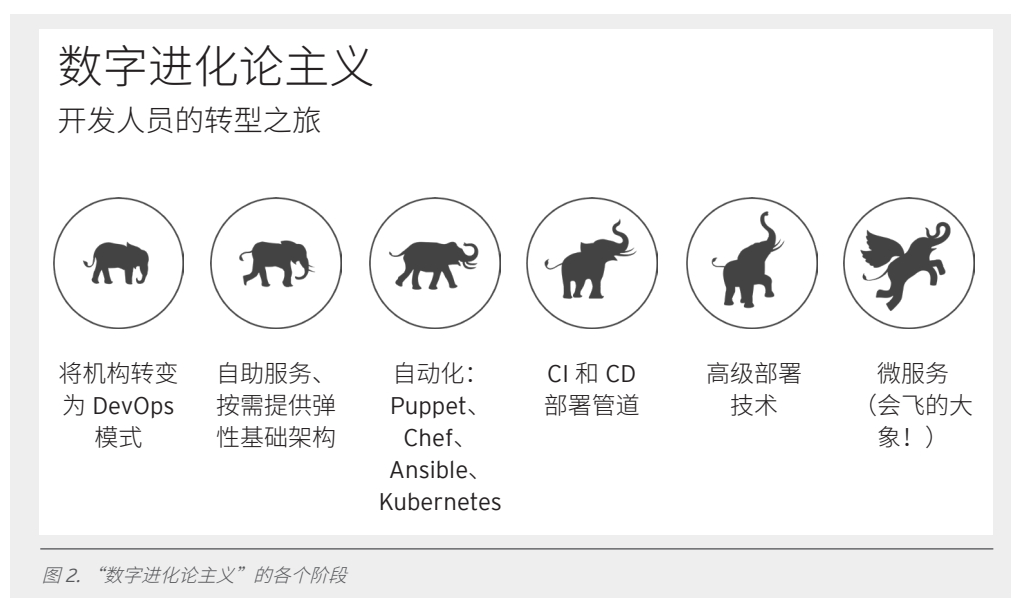 数字进化论主义
开发人员的转型之旅
将机构转变
为 DevOps
模式
自助服务、
按需提供弹
性基础架构
自动化：
Puppet、
Chef、
Ansible、
Kubernetes
CI 和 CD
部署管道
高级部署
技术
微服务
（会飞的大
象！）
图 2. “数字进化论主义”的各个阶段